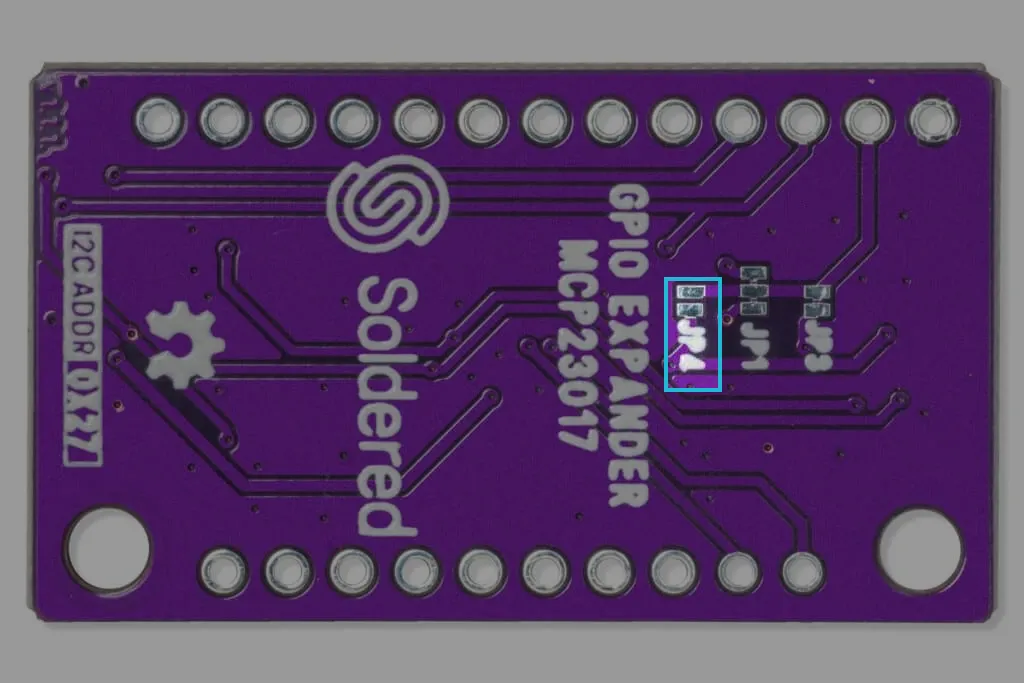 I2C ADDR 0X27
Soldered
GPIO EXPANDER
MCP23017
JP4
JP1
JP3